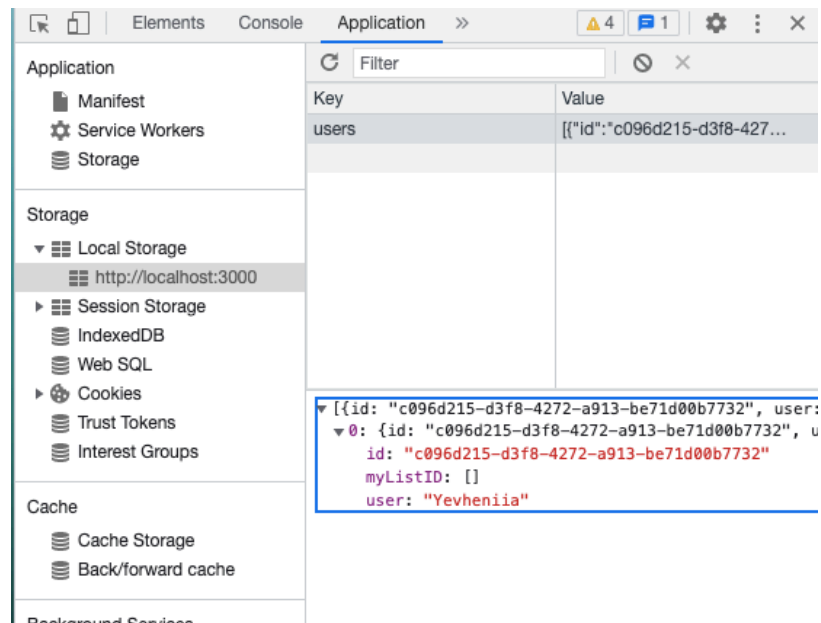 Elements Console Application 4 1
Application
Manifest
Service Workers
Storage
Storage
Local Storage
http://localhost:3000
Session Storage
IndexedDB
Web SQL
Cookies
Trust Tokens
Interest Groups
Cache
Cache Storage
Back/forward cache
Background Services
Filter
Key Value
users [{"id":"c096d215-d3f8-427…
[{id: "c096d215-d3f8-4272-a913-be71d00b7732", user:
0: {id: "c096d215-d3f8-4272-a913-be71d00b7732", u
id: "c096d215-d3f8-4272-a913-be71d00b7732"
myListID: []
user: "Yevheniia"